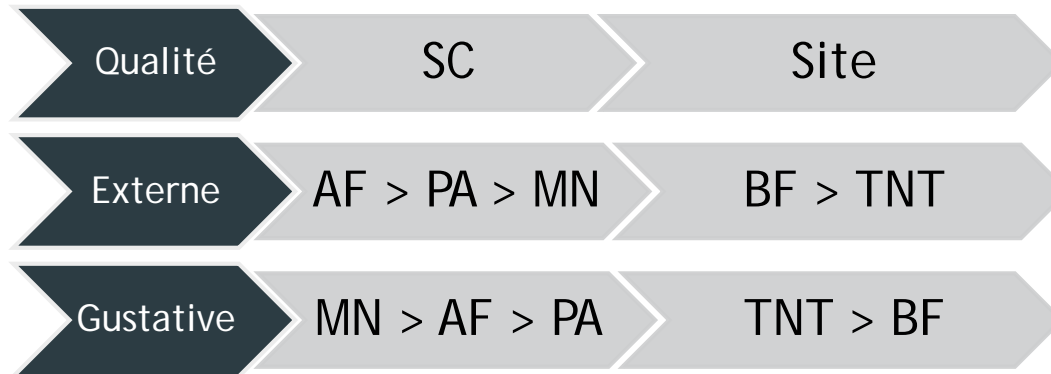 Qualité SC Site
Externe AF > PA > MN BF > TNT
Gustative MN > AF > PA TNT > BF